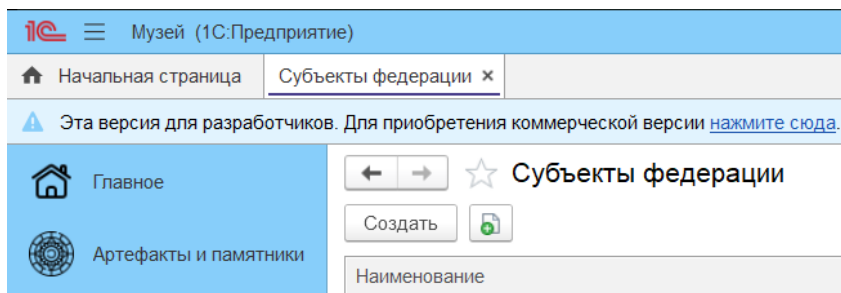 1С Музей (1С:Предприятие)
Начальная страница Субъекты федерации ×
Эта версия для разработчиков. Для приобретения коммерческой версии нажмите сюда.
Главное
Субъекты федерации
Создать
Артефакты и памятники
Наименование